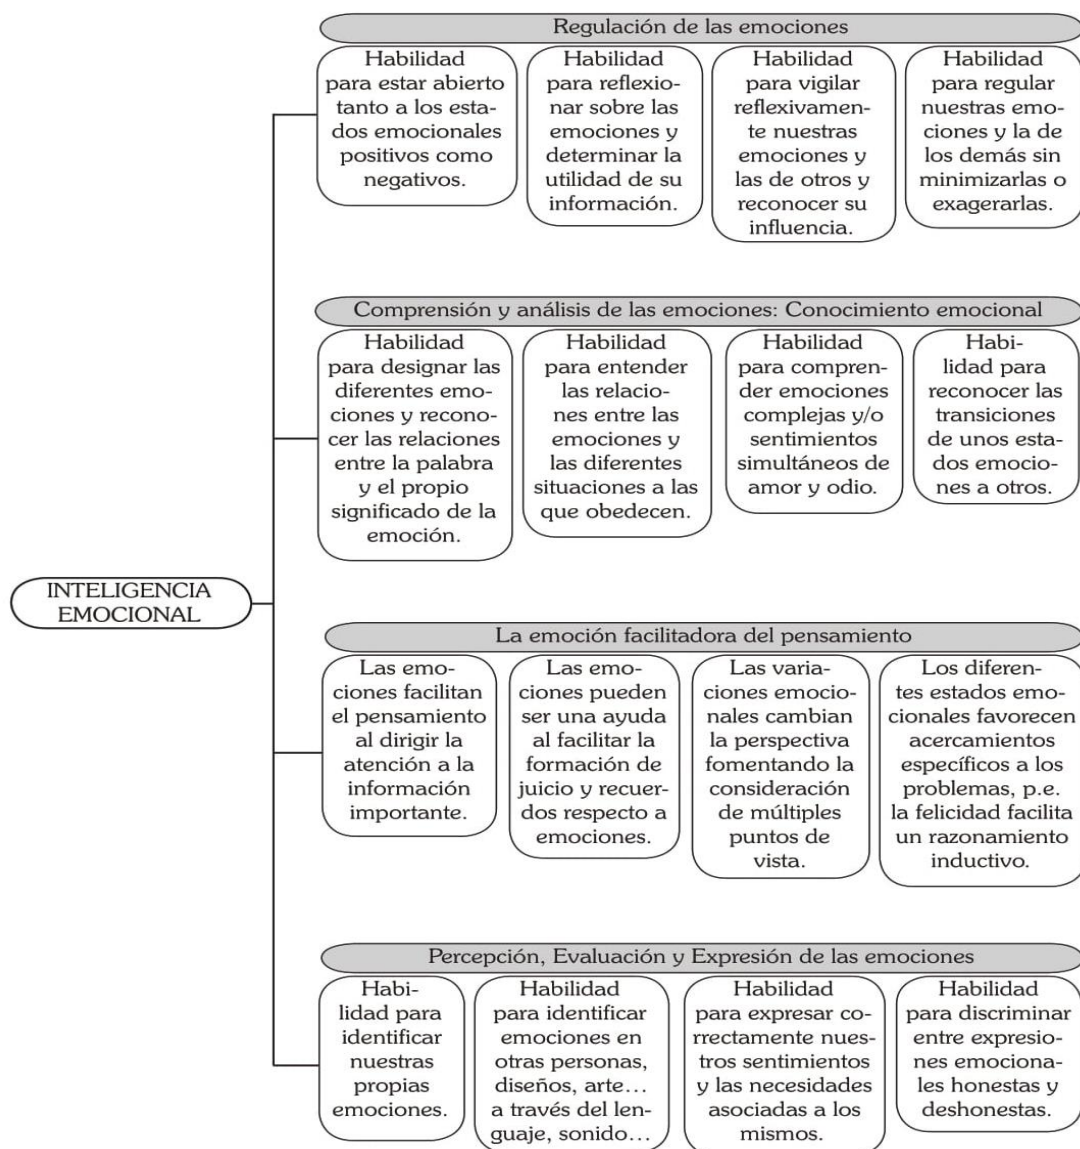 Regulación de las emociones
Habilidad
para estar abierto
tanto a los esta-
dos emocionales
positivos como
negativos.
Habilidad
para reflexio-
nar sobre las
emociones y
determinar la
utilidad de su
información.
Habilidad
para vigilar
reflexivamen-
te nuestras
emociones y
las de otros y
reconocer su
influencia.
Habilidad
para regular
nuestras emo-
ciones y la de
los demás sin
minimizarlas o
exagerarlas.
Comprensión y análisis de las emociones: Conocimiento emocional
Habilidad
para designar las
diferentes emo-
ciones y recono-
cer las relaciones
entre la palabra
y el propio
significado de la
emoción.
Habilidad
para entender
las relacio-
nes entre las
emociones y
las diferentes
situaciones a las
que obedecen.
Habilidad
para compren-
der emociones
complejas y/o
sentimientos
simultáneos de
amor y odio.
Habi-
lidad para
reconocer las
transiciones
de unos esta-
dos emocio-
nes a otros.
INTELIGENCIA
EMOCIONAL
La emoción facilitadora del pensamiento
Las emo-
ciones facilitan
el pensamiento
al dirigir la
atención a la
información
importante.
Las emo-
ciones pueden
ser una ayuda
al facilitar la
formación de
juicio y recuer-
dos respecto a
emociones.
Las varia-
ciones emocio-
nales cambian
la perspectiva
fomentando la
consideración
de múltiples
puntos de
vista.
Los diferen-
tes estados emo-
cionales favorecen
acercamientos
específicos a los
problemas, p.e.
la felicidad facilita
un razonamiento
inductivo.
Percepción, Evaluación y Expresión de las emociones
Habi-
lidad para
identificar
nuestras
propias
emociones.
Habilidad
para identificar
emociones en
otras personas,
diseños, arte…
a través del len-
guaje, sonido…
Habilidad
para expresar co-
rrectamente nues-
tros sentimientos
y las necesidades
asociadas a los
mismos.
Habilidad
para discriminar
entre expresio-
nes emociona-
les honestas y
deshonestas.